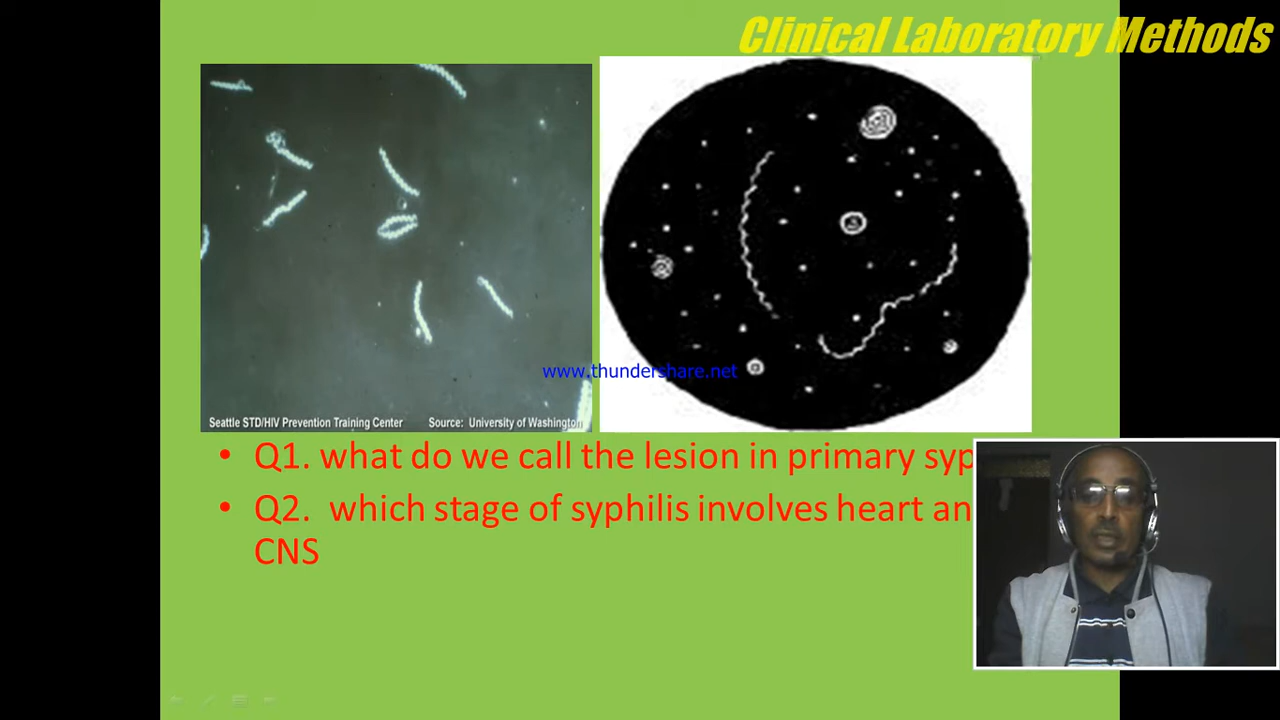 Clinical Laboratory Methods
www.thundershare.net
Seattle STD/HIV Prevention Training Center Source: University of Washington
• Q1. what do we call the lesion in primary syp
• Q2. which stage of syphilis involves heart an
CNS